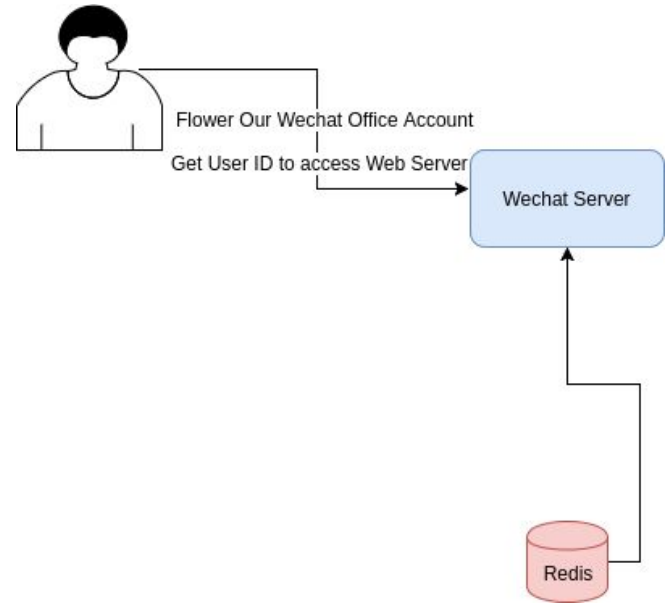 Flower Our Wechat Office Account
Get User ID to access Web Server
Wechat Server
Redis